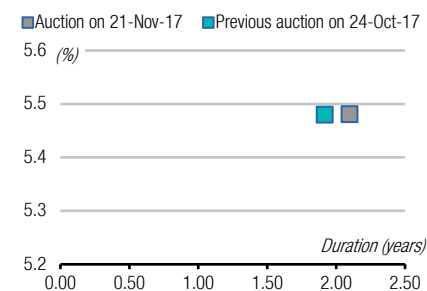 Auction on 21-Nov-17 Previous auction on 24-Oct-17
5.6 (%)
5.5
5.4
5.3
Duration (years)
5.2
0.00 0.50 1.00 1.50 2.00 2.50